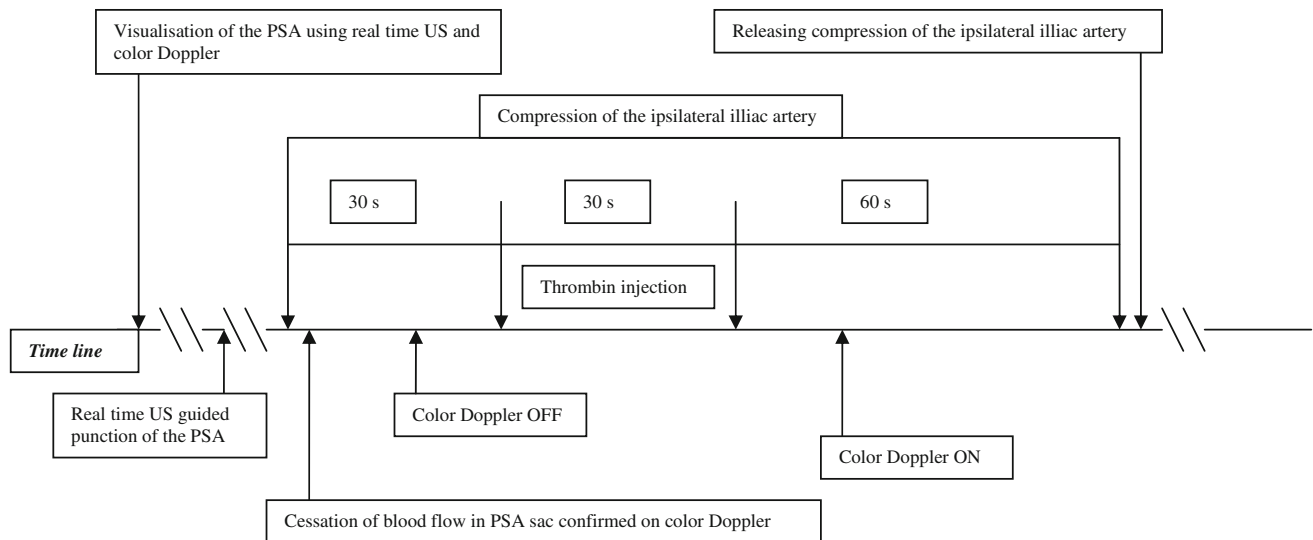 Visualisation of the PSA using real time US and
color Doppler
Releasing compression of the ipsilateral illiac artery
Compression of the ipsilateral illiac artery
30 s
30 s
60 s
Thrombin injection
Time line
Real time US guided
punction of the PSA
Color Doppler OFF
Color Doppler ON
Cessation of blood flow in PSA sac confirmed on color Doppler